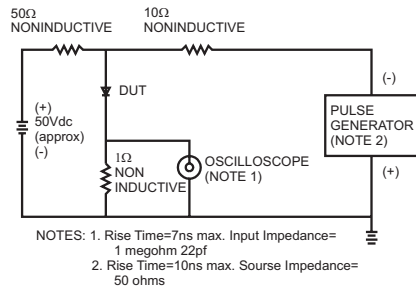 50Ω
NONINDUCTIVE
10Ω
NONINDUCTIVE
DUT
(+)
50Vdc
(approx)
(-)
1Ω
NON
INDUCTIVE
OSCILLOSCOPE
(NOTE 1)
(-)
PULSE
GENERATOR
(NOTE 2)
(+)
NOTES: 1. Rise Time=7ns max. Input Impedance=
1 megohm 22pf
2. Rise Time=10ns max. Sourse Impedance=
50 ohms